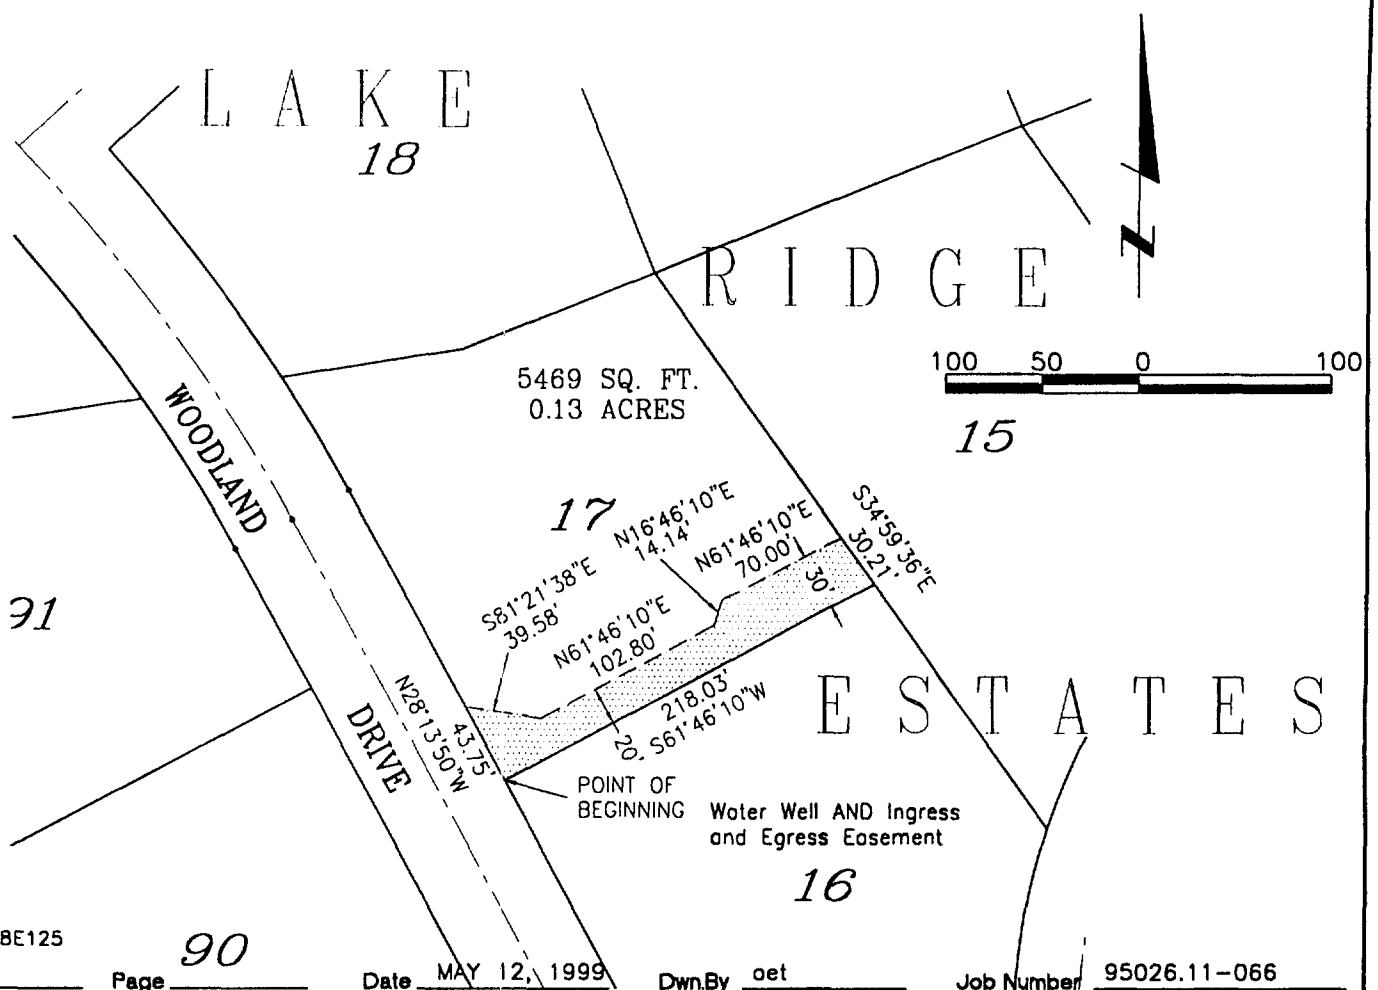 LAKE
18
RIDGE
N
100 50 0 100
5469 SQ. FT.
0.13 ACRES
15
WOODLAND
17
N16°46'10"E
14.14'
N61°46'10"E
70.00'
S34°59'36"E
30.21'
30'
S81°21'38"E
39.58'
N61°46'10"E
102.80'
91
218.03'
S61°46'10"W
20'
ESTATES
N28°13'50"W
43.75'
DRIVE
POINT OF
BEGINNING
Water Well AND Ingress
and Egress Easement
16
8E125
90
Page
Date MAY 12, 1999
Dwn.By aet
Job Number 95026.11-066